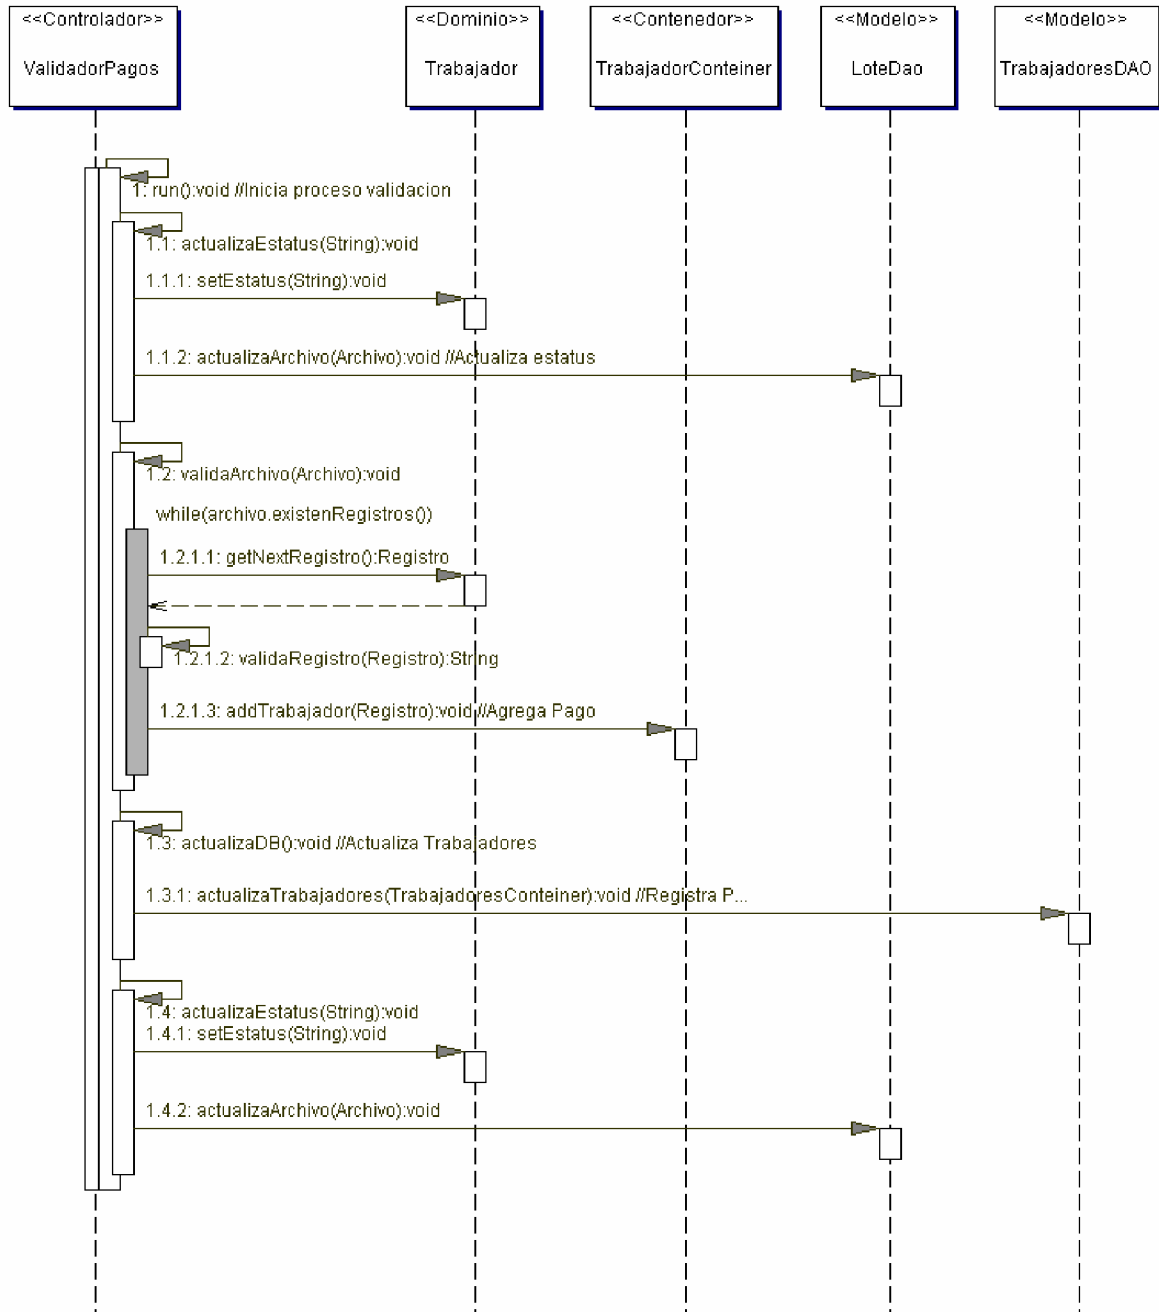 <<Controlador>>
ValidadorPagos
<<Dominio>>
Trabajador
<<Contenedor>>
TrabajadorConteiner
<<Modelo>>
LoteDao
<<Modelo>>
TrabajadoresDAO
1: run():void //Inicia proceso validacion
1.1: actualizaEstatus(String):void
1.1.1: setEstatus(String):void
1.1.2: actualizaArchivo(Archivo):void //Actualiza estatus
1.2: validaArchivo(Archivo):void
while(archivo.existenRegistros())
1.2.1.1: getNextRegistro():Registro
1.2.1.2: validaRegistro(Registro):String
1.2.1.3: addTrabajador(Registro):void //Agrega Pago
1.3: actualizaDB():void //Actualiza Trabajadores
1.3.1: actualizaTrabajadores(TrabajadoresConteiner):void //Registra P...
1.4: actualizaEstatus(String):void
1.4.1: setEstatus(String):void
1.4.2: actualizaArchivo(Archivo):void